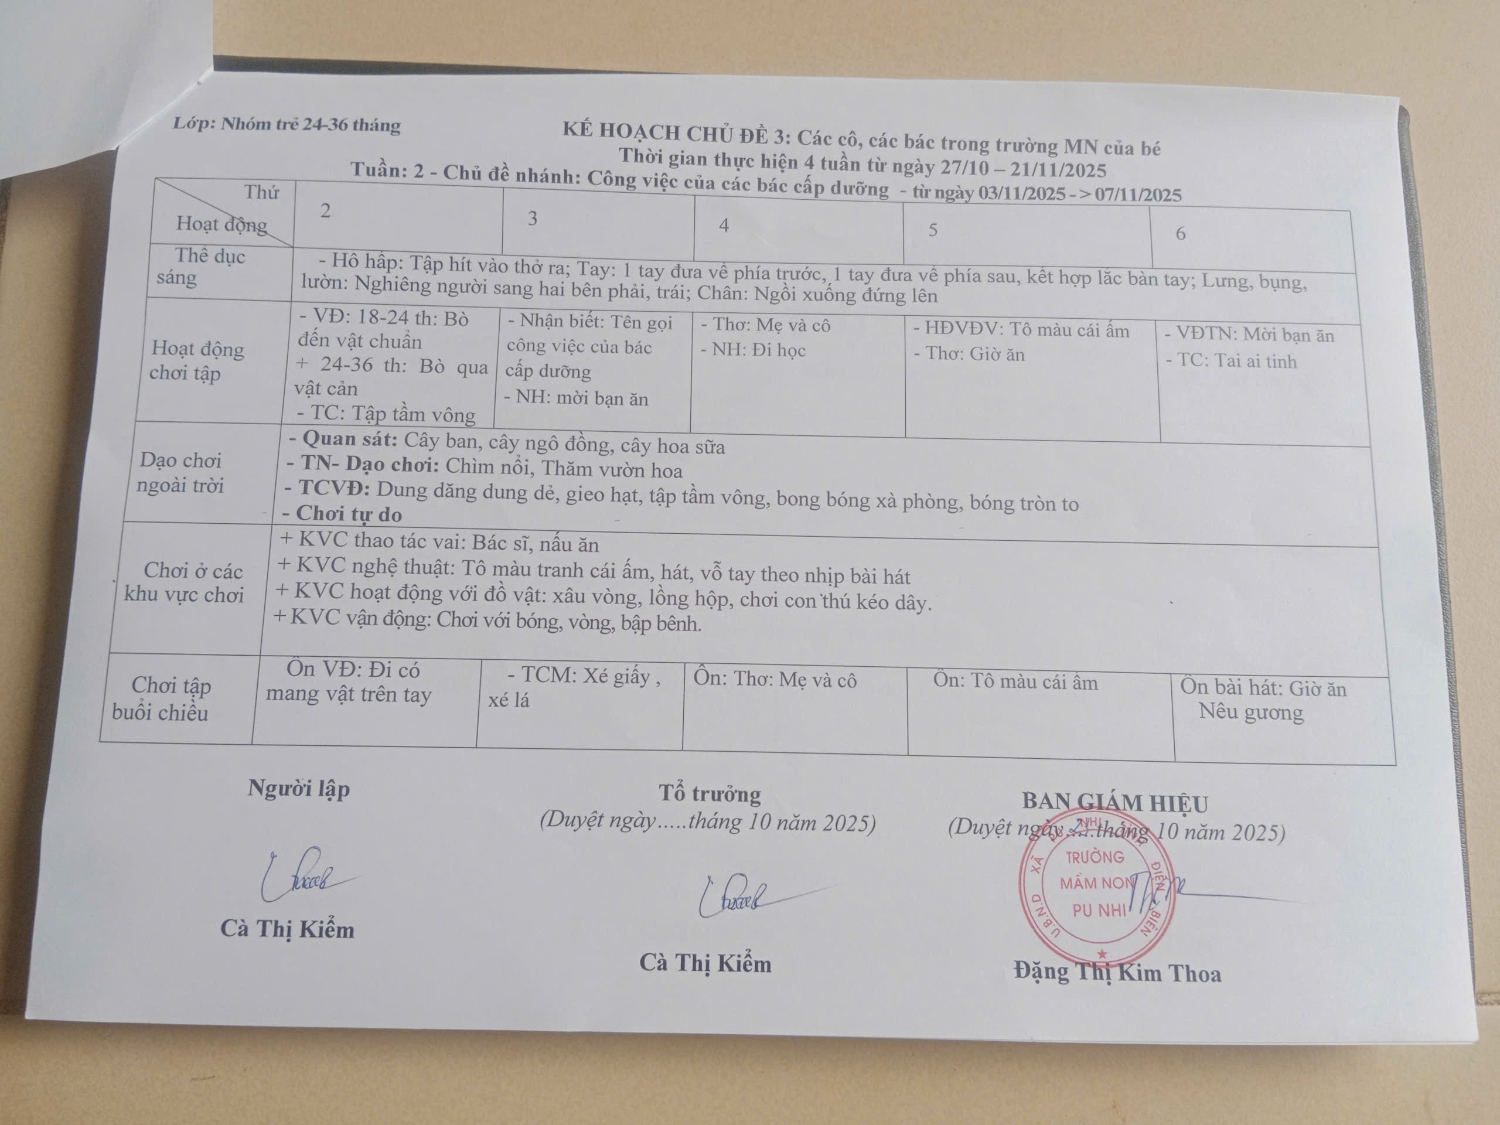 Lớp: Nhóm trẻ 24-36 tháng
KẾ HOẠCH CHỦ ĐỀ 3: Các cô, các bác trong trường MN của bé
Thời gian thực hiện 4 tuần từ ngày 27/10 – 21/11/2025
Tuần: 2 - Chủ đề nhánh: Công việc của các bác cấp dưỡng - từ ngày 03/11/2025 -> 07/11/2025
Thứ
Hoạt động
2
3
4
5
6
Thể dục
sáng
- Hô hấp: Tập hít vào thở ra; Tay: 1 tay đưa về phía trước, 1 tay đưa về phía sau, kết hợp lắc bàn tay; Lưng, bụng,
lườn: Nghiêng người sang hai bên phải, trái; Chân: Ngồi xuống đứng lên
Hoạt động
chơi tập
- VĐ: 18-24 th: Bò
đến vật chuẩn
+ 24-36 th: Bò qua
vật cản
- TC: Tập tầm vông
- Nhận biết: Tên gọi
công việc của bác
cấp dưỡng
- NH: mời bạn ăn
- Thơ: Mẹ và cô
- NH: Đi học
- HĐVĐV: Tô màu cái ấm
- Thơ: Giờ ăn
- VĐTN: Mời bạn ăn
- TC: Tai ai tinh
Dạo chơi
ngoài trời
- Quan sát: Cây ban, cây ngô đồng, cây hoa sữa
- TN- Dạo chơi: Chìm nổi, Thăm vườn hoa
- TCVĐ: Dung dăng dung dẻ, gieo hạt, tập tầm vông, bong bóng xà phòng, bóng tròn to
- Chơi tự do
Chơi ở các
khu vực chơi
+ KVC thao tác vai: Bác sĩ, nấu ăn
+ KVC nghệ thuật: Tô màu tranh cái ấm, hát, vỗ tay theo nhịp bài hát
+ KVC hoạt động với đồ vật: xâu vòng, lồng hộp, chơi con thú kéo dây.
+ KVC vận động: Chơi với bóng, vòng, bập bênh.
Chơi tập
buổi chiều
Ôn VĐ: Đi có
mang vật trên tay
- TCM: Xé giấy ,
xé lá
Ôn: Thơ: Mẹ và cô
Ôn: Tô màu cái ấm
Ôn bài hát: Giờ ăn
Nêu gương
Người lập
Cà Thị Kiểm
Tổ trưởng
(Duyệt ngày.....tháng 10 năm 2025)
Cà Thị Kiểm
BAN GIÁM HIỆU
(Duyệt ngày.....tháng 10 năm 2025)
TRƯỜNG
MẦM NON
PU NHI
U.B.N.D XÃ PU NHI ĐIỆN BIÊN
Đặng Thị Kim Thoa